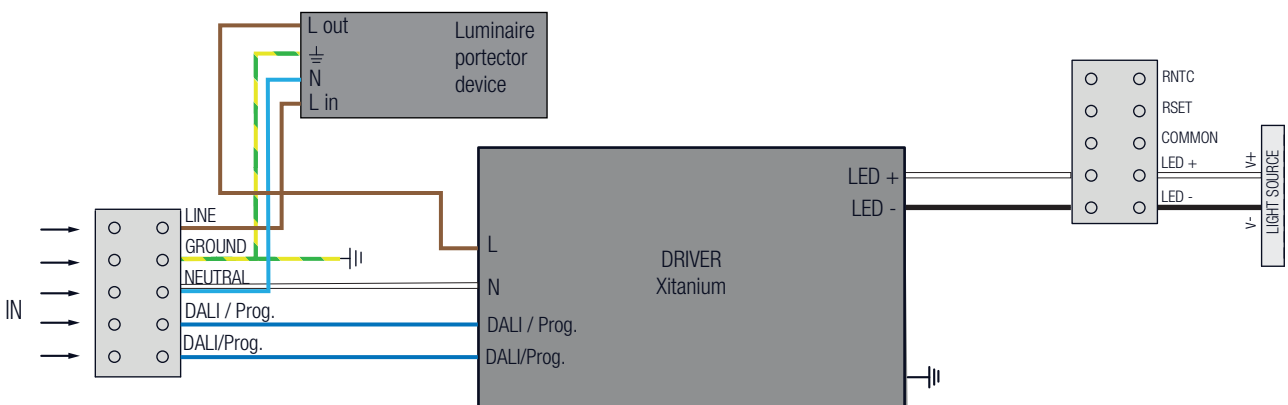 L out
N
L in
Luminaire
portector
device
IN
LINE
GROUND
NEUTRAL
DALI / Prog.
DALI/Prog.
L
N
DALI / Prog.
DALI/Prog.
DRIVER
Xitanium
LED +
LED -
RNTC
RSET
COMMON
LED +
LED -
V+
V-
LIGHT SOURCE